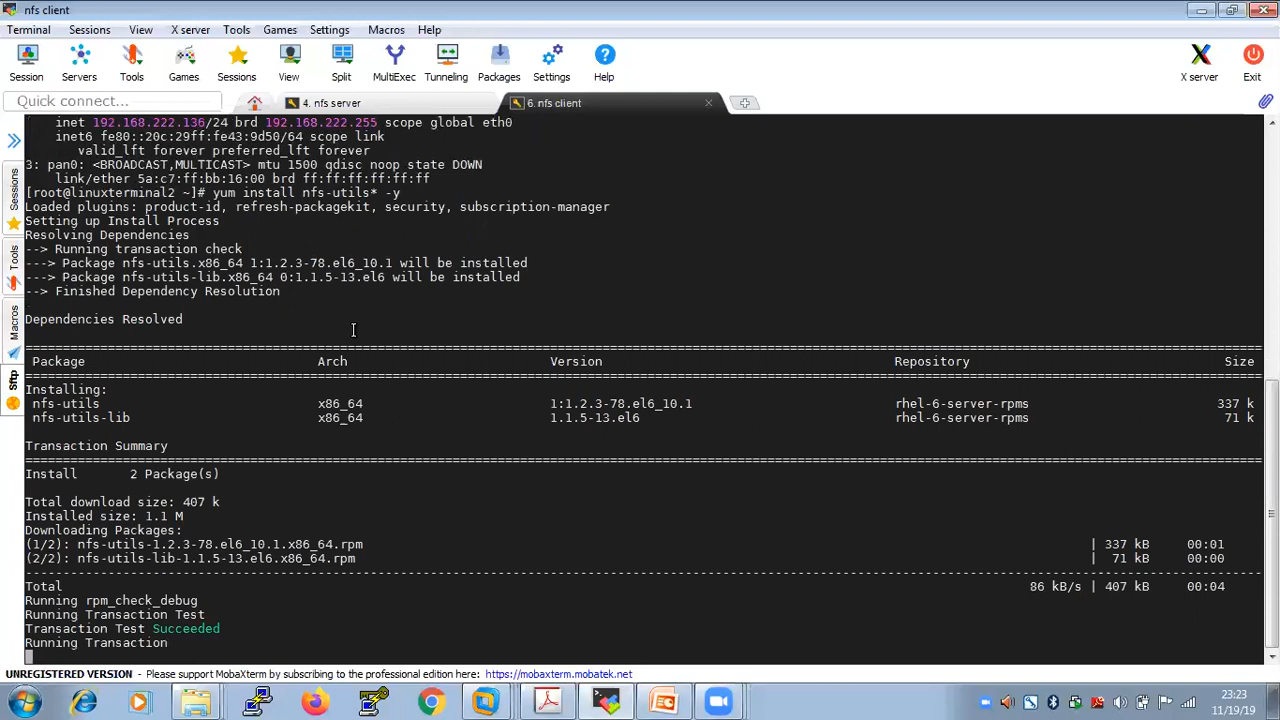 nfs client
Terminal Sessions View X server Tools Games Settings Macros Help
Session Servers Tools Games Sessions View Split MultiExec Tunneling Packages Settings Help X server Exit
Quick connect... 4. nfs server 6. nfs client
Sessions
Tools
Macros
Sftp
inet 192.168.222.136/24 brd 192.168.222.255 scope global eth0
inet6 fe80::20c:29ff:fe43:9d50/64 scope link
valid_lft forever preferred_lft forever
3: pan0: <BROADCAST,MULTICAST> mtu 1500 qdisc noop state DOWN
link/ether 5a:c7:ff:bb:16:00 brd ff:ff:ff:ff:ff:ff
[root@linuxterminal2 ~]# yum install nfs-utils* -y
Loaded plugins: product-id, refresh-packagekit, security, subscription-manager
Setting up Install Process
Resolving Dependencies
--> Running transaction check
---> Package nfs-utils.x86_64 1:1.2.3-78.el6_10.1 will be installed
---> Package nfs-utils-lib.x86_64 0:1.1.5-13.el6 will be installed
--> Finished Dependency Resolution
Dependencies Resolved
================================================================================
Package Arch Version Repository Size
================================================================================
Installing:
nfs-utils x86_64 1:1.2.3-78.el6_10.1 rhel-6-server-rpms 337 k
nfs-utils-lib x86_64 1.1.5-13.el6 rhel-6-server-rpms 71 k
Transaction Summary
================================================================================
Install 2 Package(s)
Total download size: 407 k
Installed size: 1.1 M
Downloading Packages:
(1/2): nfs-utils-1.2.3-78.el6_10.1.x86_64.rpm | 337 kB 00:01
(2/2): nfs-utils-lib-1.1.5-13.el6.x86_64.rpm | 71 kB 00:00
--------------------------------------------------------------------------------
Total 86 kB/s | 407 kB 00:04
Running rpm_check_debug
Running Transaction Test
Transaction Test Succeeded
Running Transaction
UNREGISTERED VERSION - Please support MobaXterm by subscribing to the professional edition here: https://mobaxterm.mobatek.net
23:23
11/19/19